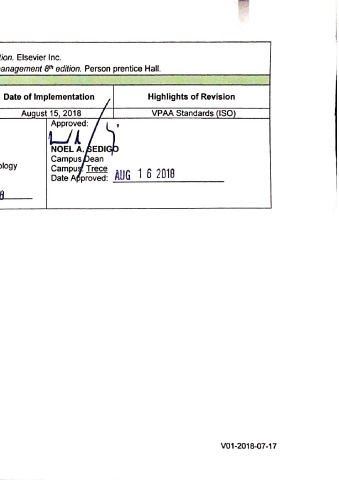 tion. Elsevier Inc.
anagement 8th edition. Person prentice Hall.
Date of Implementation Highlights of Revision
August 15, 2018 VPAA Standards (ISO)
Approved:
NOEL A. SEDIGO
Campus Dean
ology Campus: Trece
Date Approved: AUG 16 2018
8
V01-2018-07-17